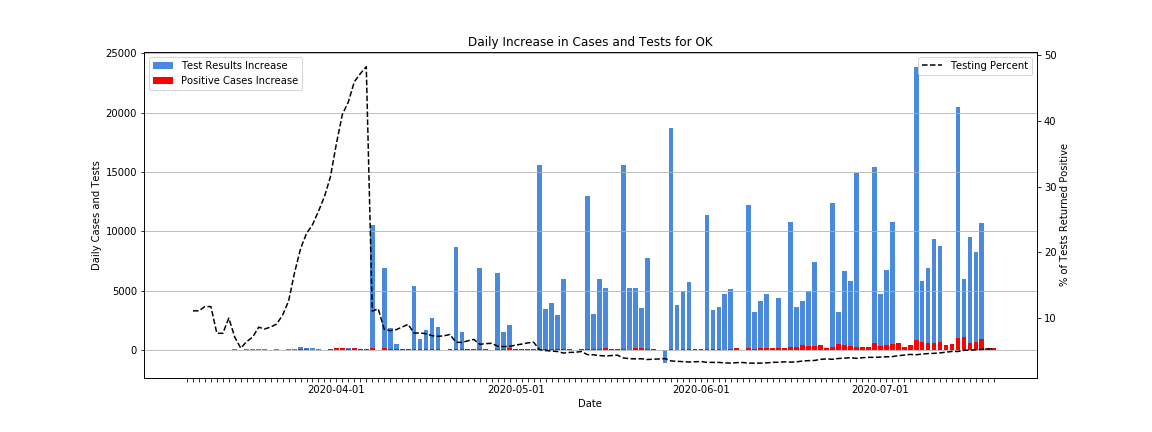 Daily Increase in Cases and Tests for OK
Test Results Increase
Positive Cases Increase
Testing Percent
25000
20000
15000
10000
5000
0
Daily Cases and Tests
50
40
30
20
10
% of Tests Returned Positive
2020-04-01
2020-05-01
2020-06-01
2020-07-01
Date